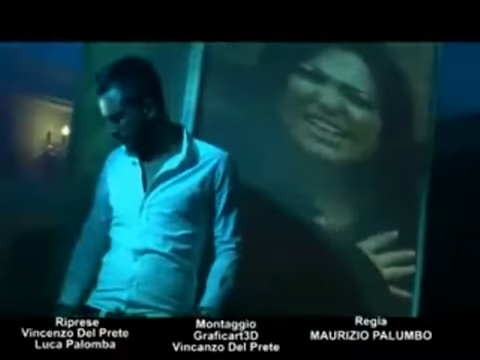 Riprese
Vincenzo Del Prete
Luca Palomba
Montaggio
Graficart3D
Vincanzo Del Prete
Regia
MAURIZIO PALUMBO